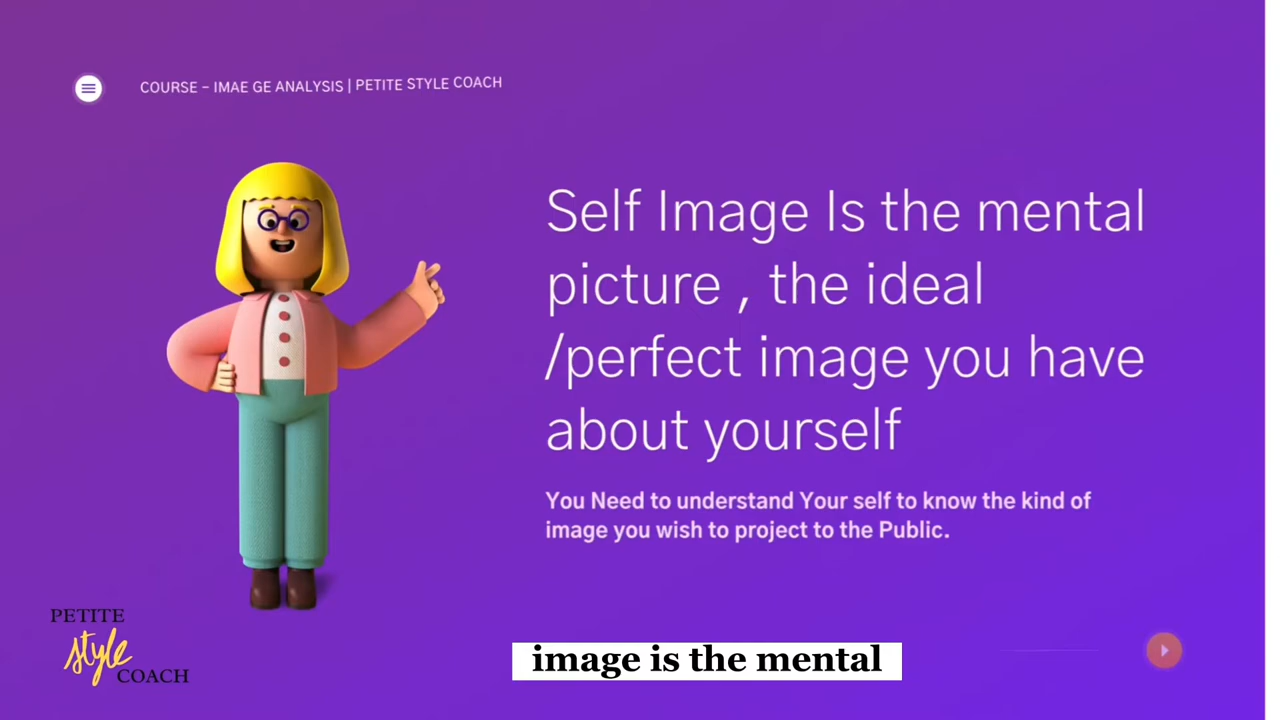 COURSE – IMAE GE ANALYSIS | PETITE STYLE COACH
Self Image Is the mental
picture , the ideal
/perfect image you have
about yourself
You Need to understand Your self to know the kind of
image you wish to project to the Public.
PETITE
style
COACH
image is the mental